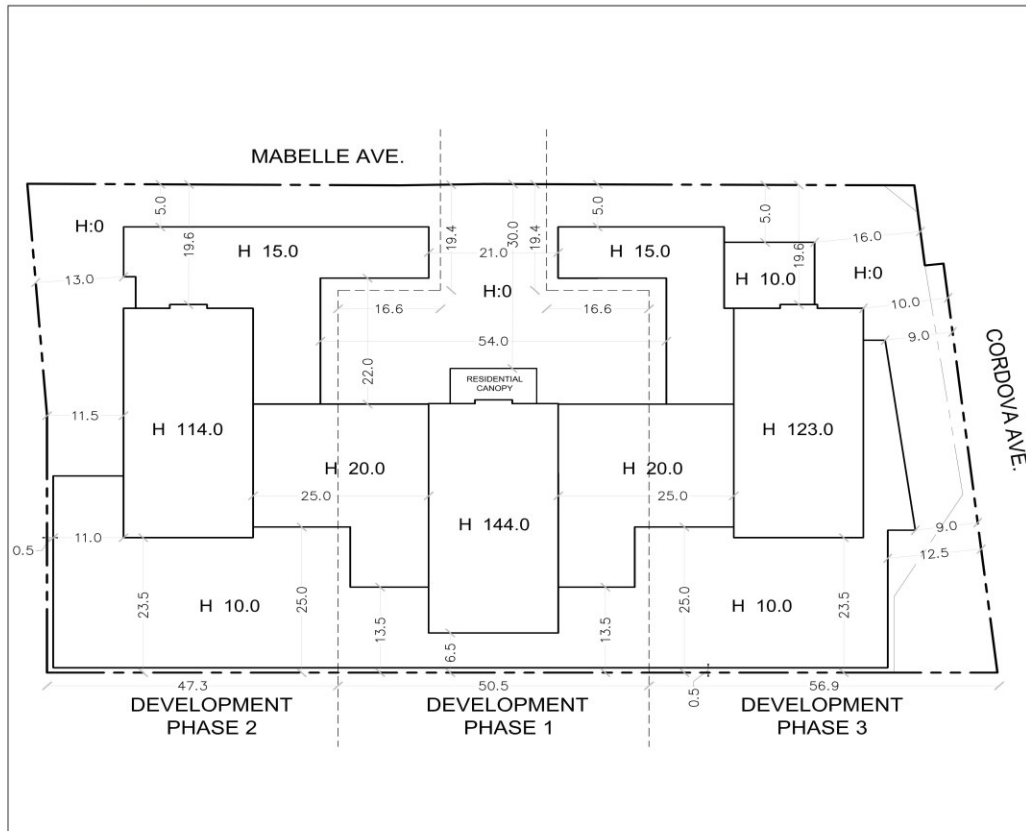 MABELLE AVE.
5.0
19.6
19.4
30.0
19.4
5.0
5.0
19.6
16.0
H:0
H 15.0
21.0
H 15.0
H:0
13.0
H 10.0
H:0
10.0
16.6
16.6
9.0
54.0
22.0
RESIDENTIAL
CANOPY
CORDOVA AVE.
11.5
H 114.0
H 123.0
H 20.0
H 20.0
25.0
25.0
H 144.0
0.5
11.0
9.0
12.5
23.5
H 10.0
25.0
13.5
6.5
13.5
25.0
H 10.0
23.5
47.3
50.5
0.5
56.9
DEVELOPMENT
PHASE 2
DEVELOPMENT
PHASE 1
DEVELOPMENT
PHASE 3